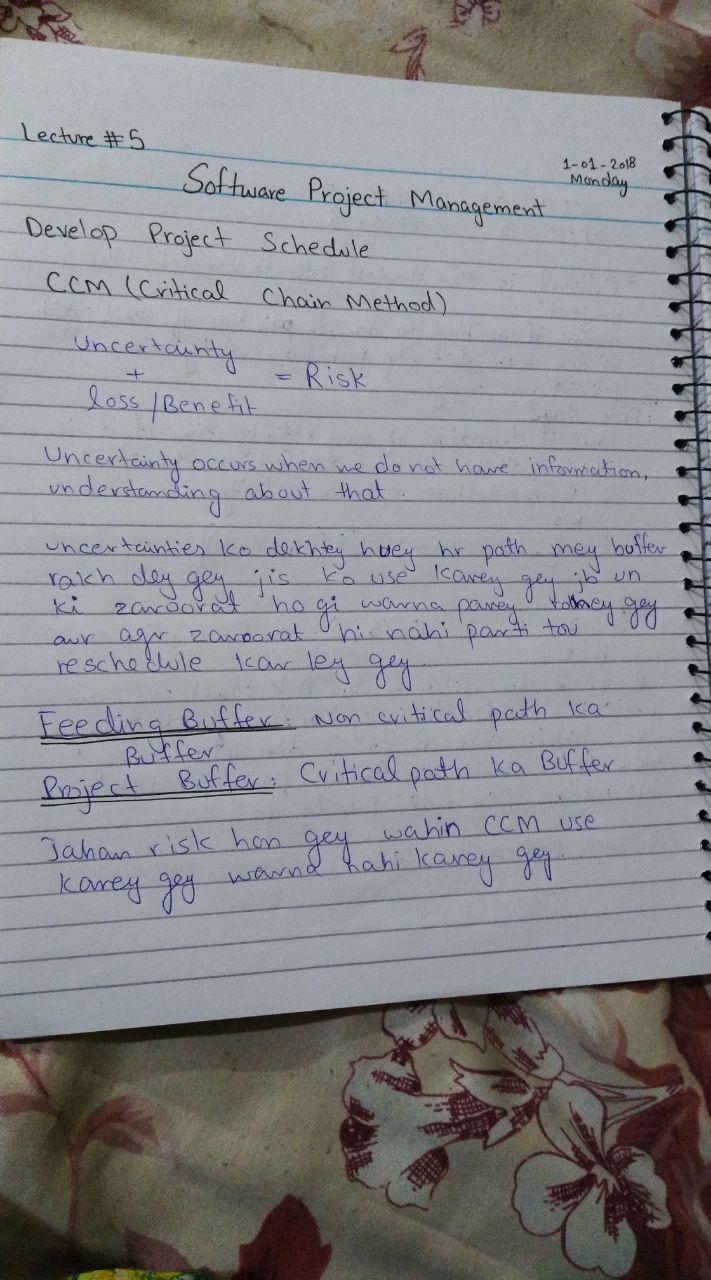 Lecture #5
1-01-2018
Monday
Software Project Management
Develop Project Schedule
CCM (Critical Chain Method)
Uncertainty
+
loss/Benefit
= Risk
Uncertainty occurs when we do not have information,
understanding about that.
uncertainties ko dekhtey huey hr path mey buffer
rakh dey gey jis ko use karey gey jb un
ki zaroorat ho gi warna parey gey
aur agr zaroorat hi nahi parti tou
reschedule kar ley gey
Feeding Buffer: Non critical path ka
Buffer
Project Buffer: Critical path ka Buffer
Jahan risk hon gey wahin CCM use
karey gey warna nahi karey gey.